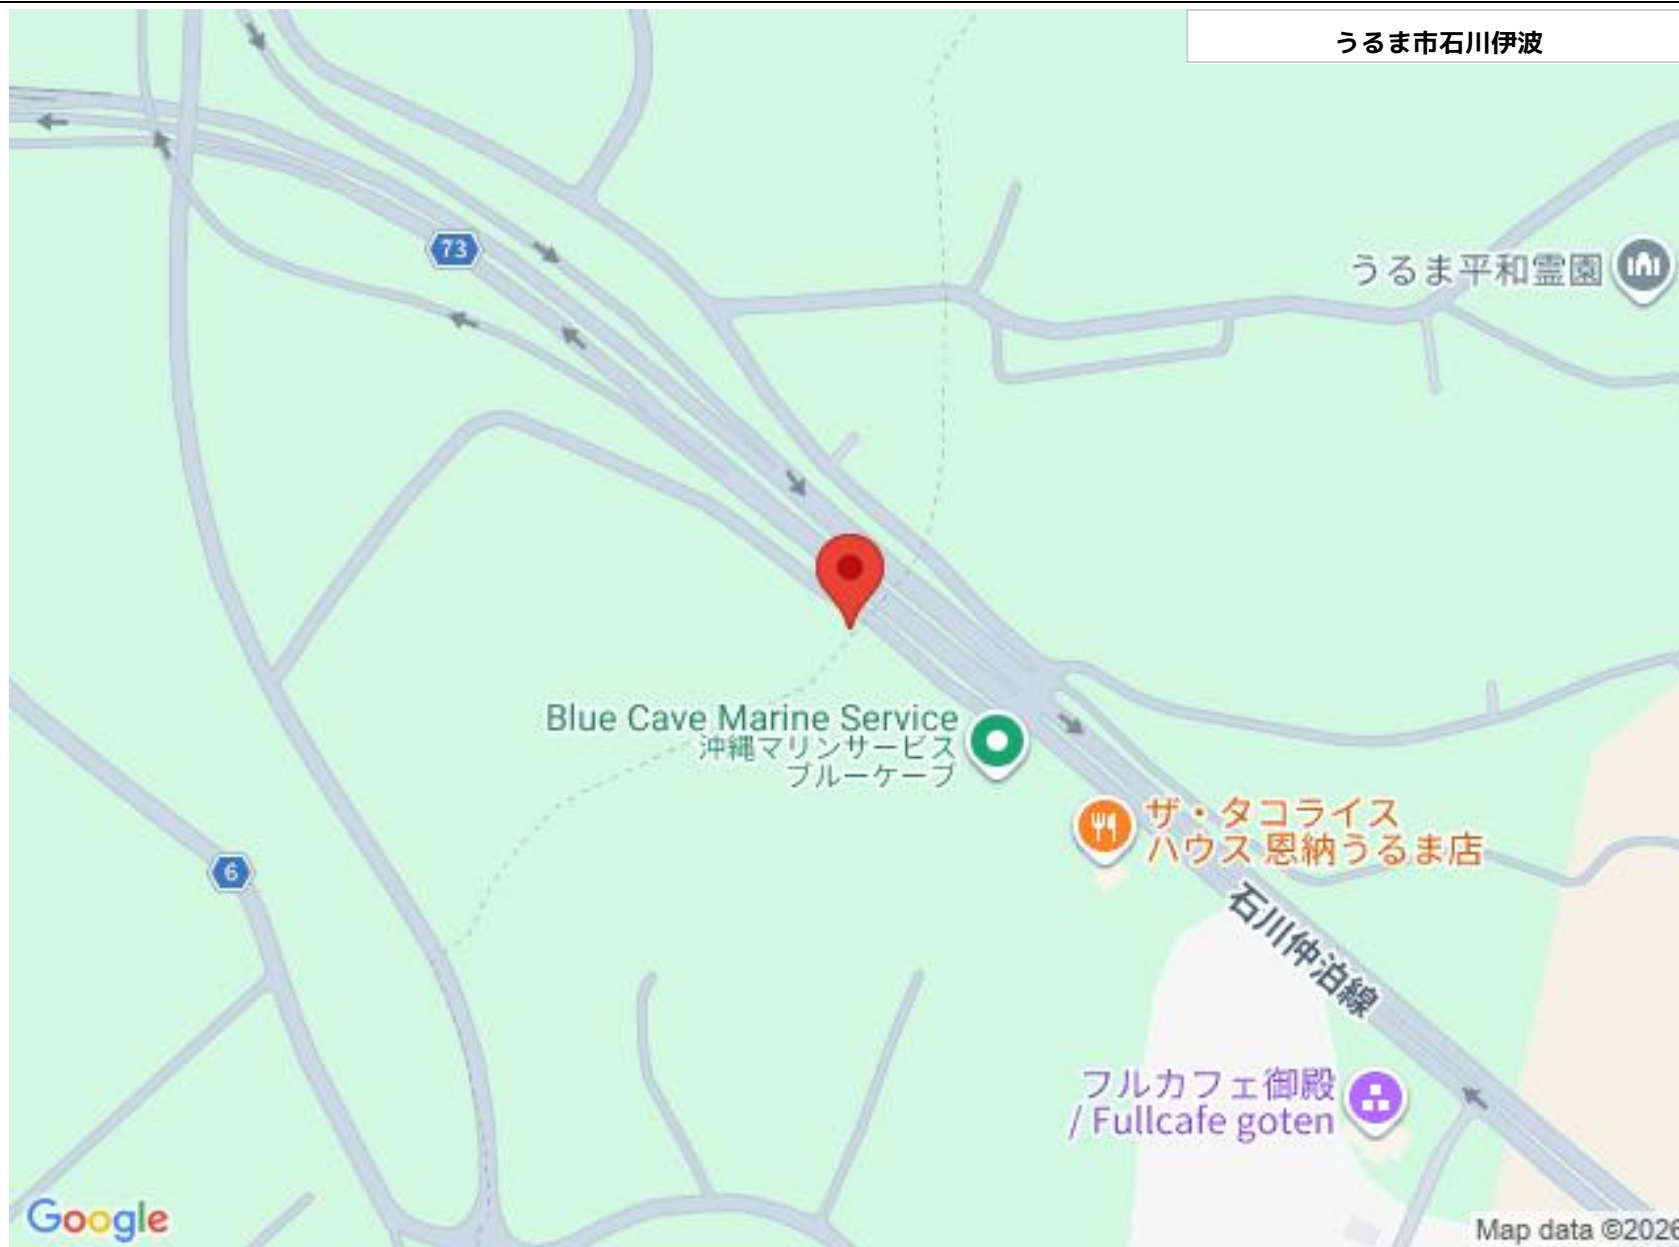 うるま市石川伊波
73
うるま平和霊園
Blue Cave Marine Service
沖縄マリンサービス
ブルーケーブ
ザ・タコライス
ハウス 恩納うるま店
6
石川仲泊線
フルカフェ御殿
/ Fullcafe goten
Google
Map data ©2026